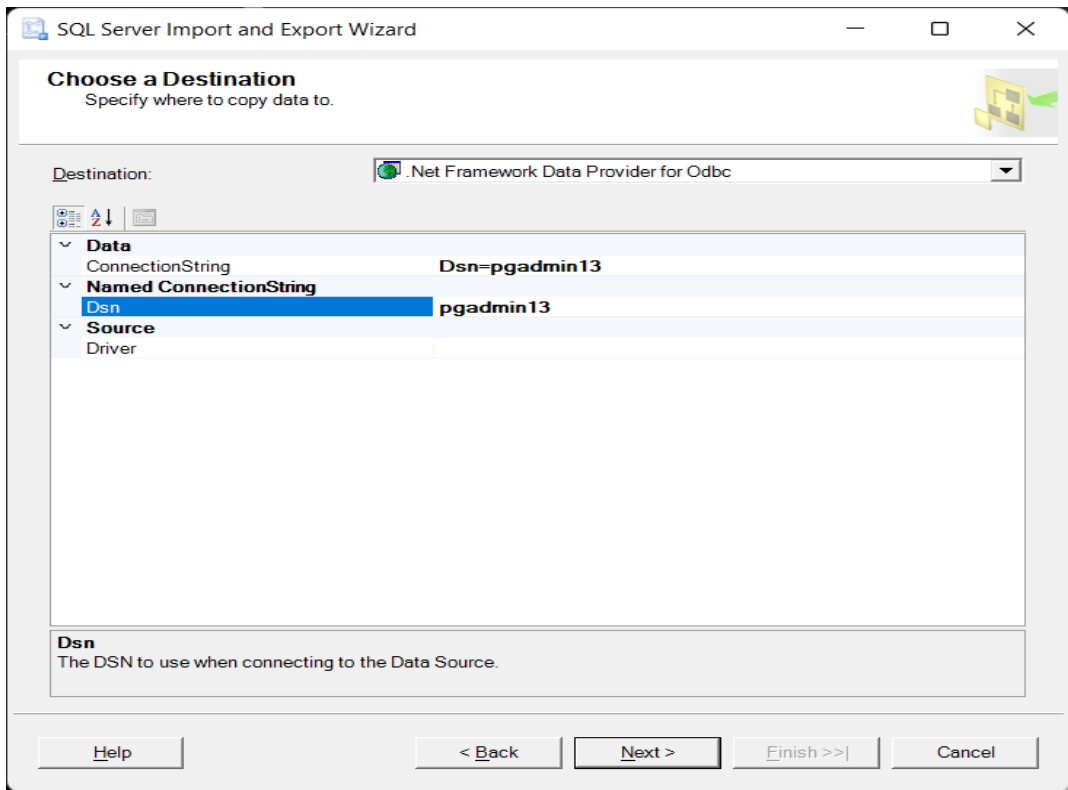 SQL Server Import and Export Wizard
Choose a Destination
Specify where to copy data to.
Destination: .Net Framework Data Provider for Odbc
Data
ConnectionString Dsn=pgadmin13
Named ConnectionString
Dsn pgadmin13
Source
Driver
Dsn
The DSN to use when connecting to the Data Source.
Help < Back Next > Finish >>| Cancel